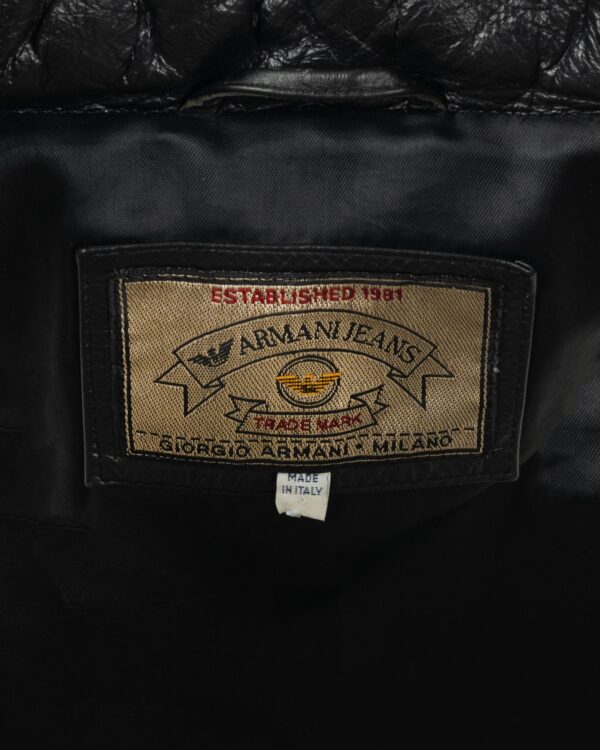 ESTABLISHED 1981
ARMANI JEANS
TRADE MARK
GIORGIO ARMANI • MILANO
MADE
IN ITALY